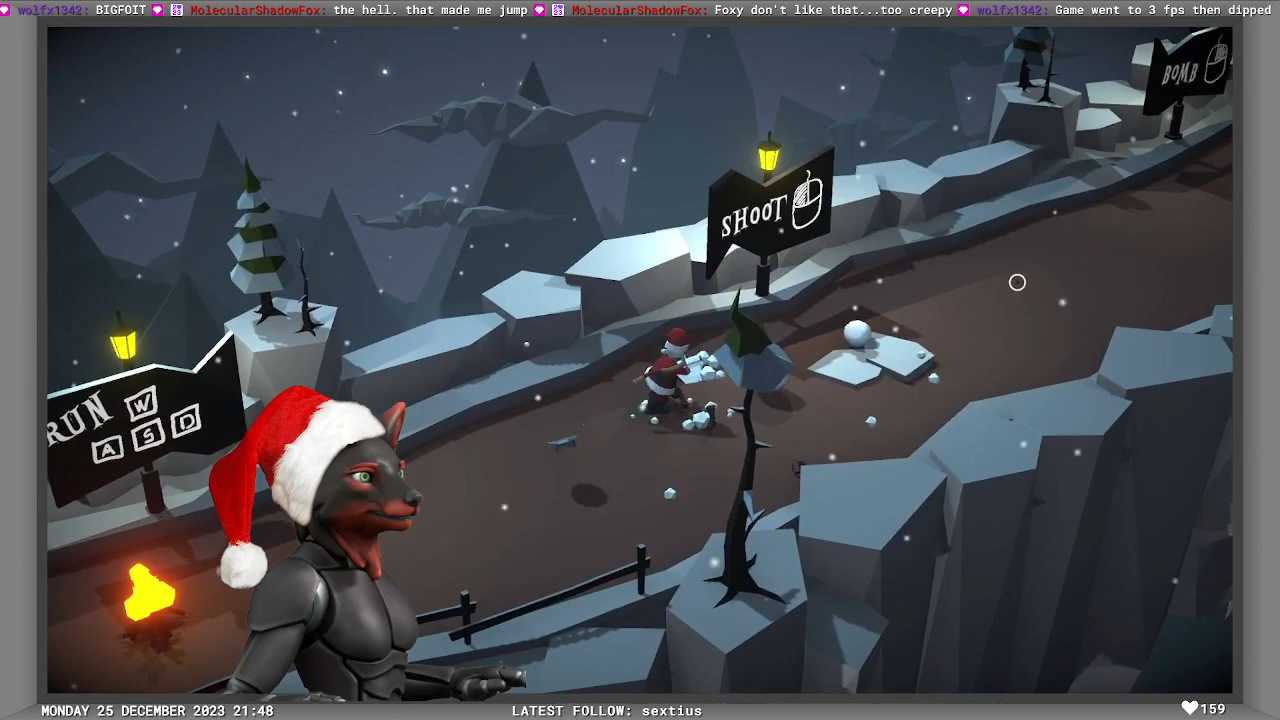 wolfx1342: BIGFOIT MolecularShadowFox: the hell. that made me jump MolecularShadowFox: Foxy don't like that...too creepy wolfx1342: Game went to 3 fps then dipped
BOMB
SHOOT
RUN W
A S D
MONDAY 25 DECEMBER 2023 21:48 LATEST FOLLOW: sextius 159